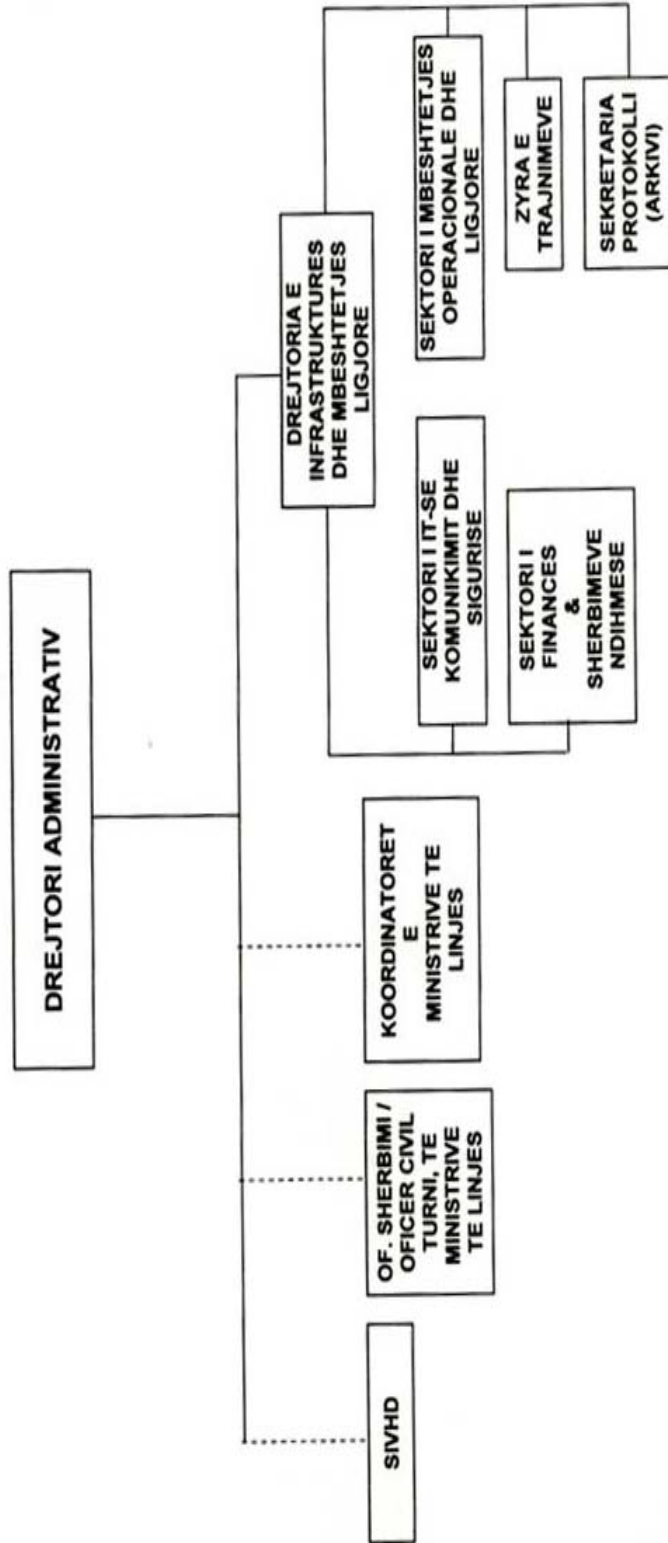 DREJTORI ADMINISTRATIV
SIVHD
OF. SHERBIMI /
OFICER CIVIL
TURNI, TE
MINISTRIVE
TE LINJES
KOORDINATORET
E
MINISTRIVE TE
LINJES
DREJTORIA E
INFRASTRUKTURES
DHE MBESHTETJES
LIGJORE
SEKTORI I IT-SE
KOMUNIKIMIT DHE
SIGURISE
SEKTORI I
FINANCES
&
SHERBIMEVE
NDIHMESE
SEKTORI I MBESHTETJES
OPERACIONALE DHE
LIGJORE
ZYRA E
TRAJNIMEVE
SEKRETARIA
PROTOKOLLI
(ARKIVI)